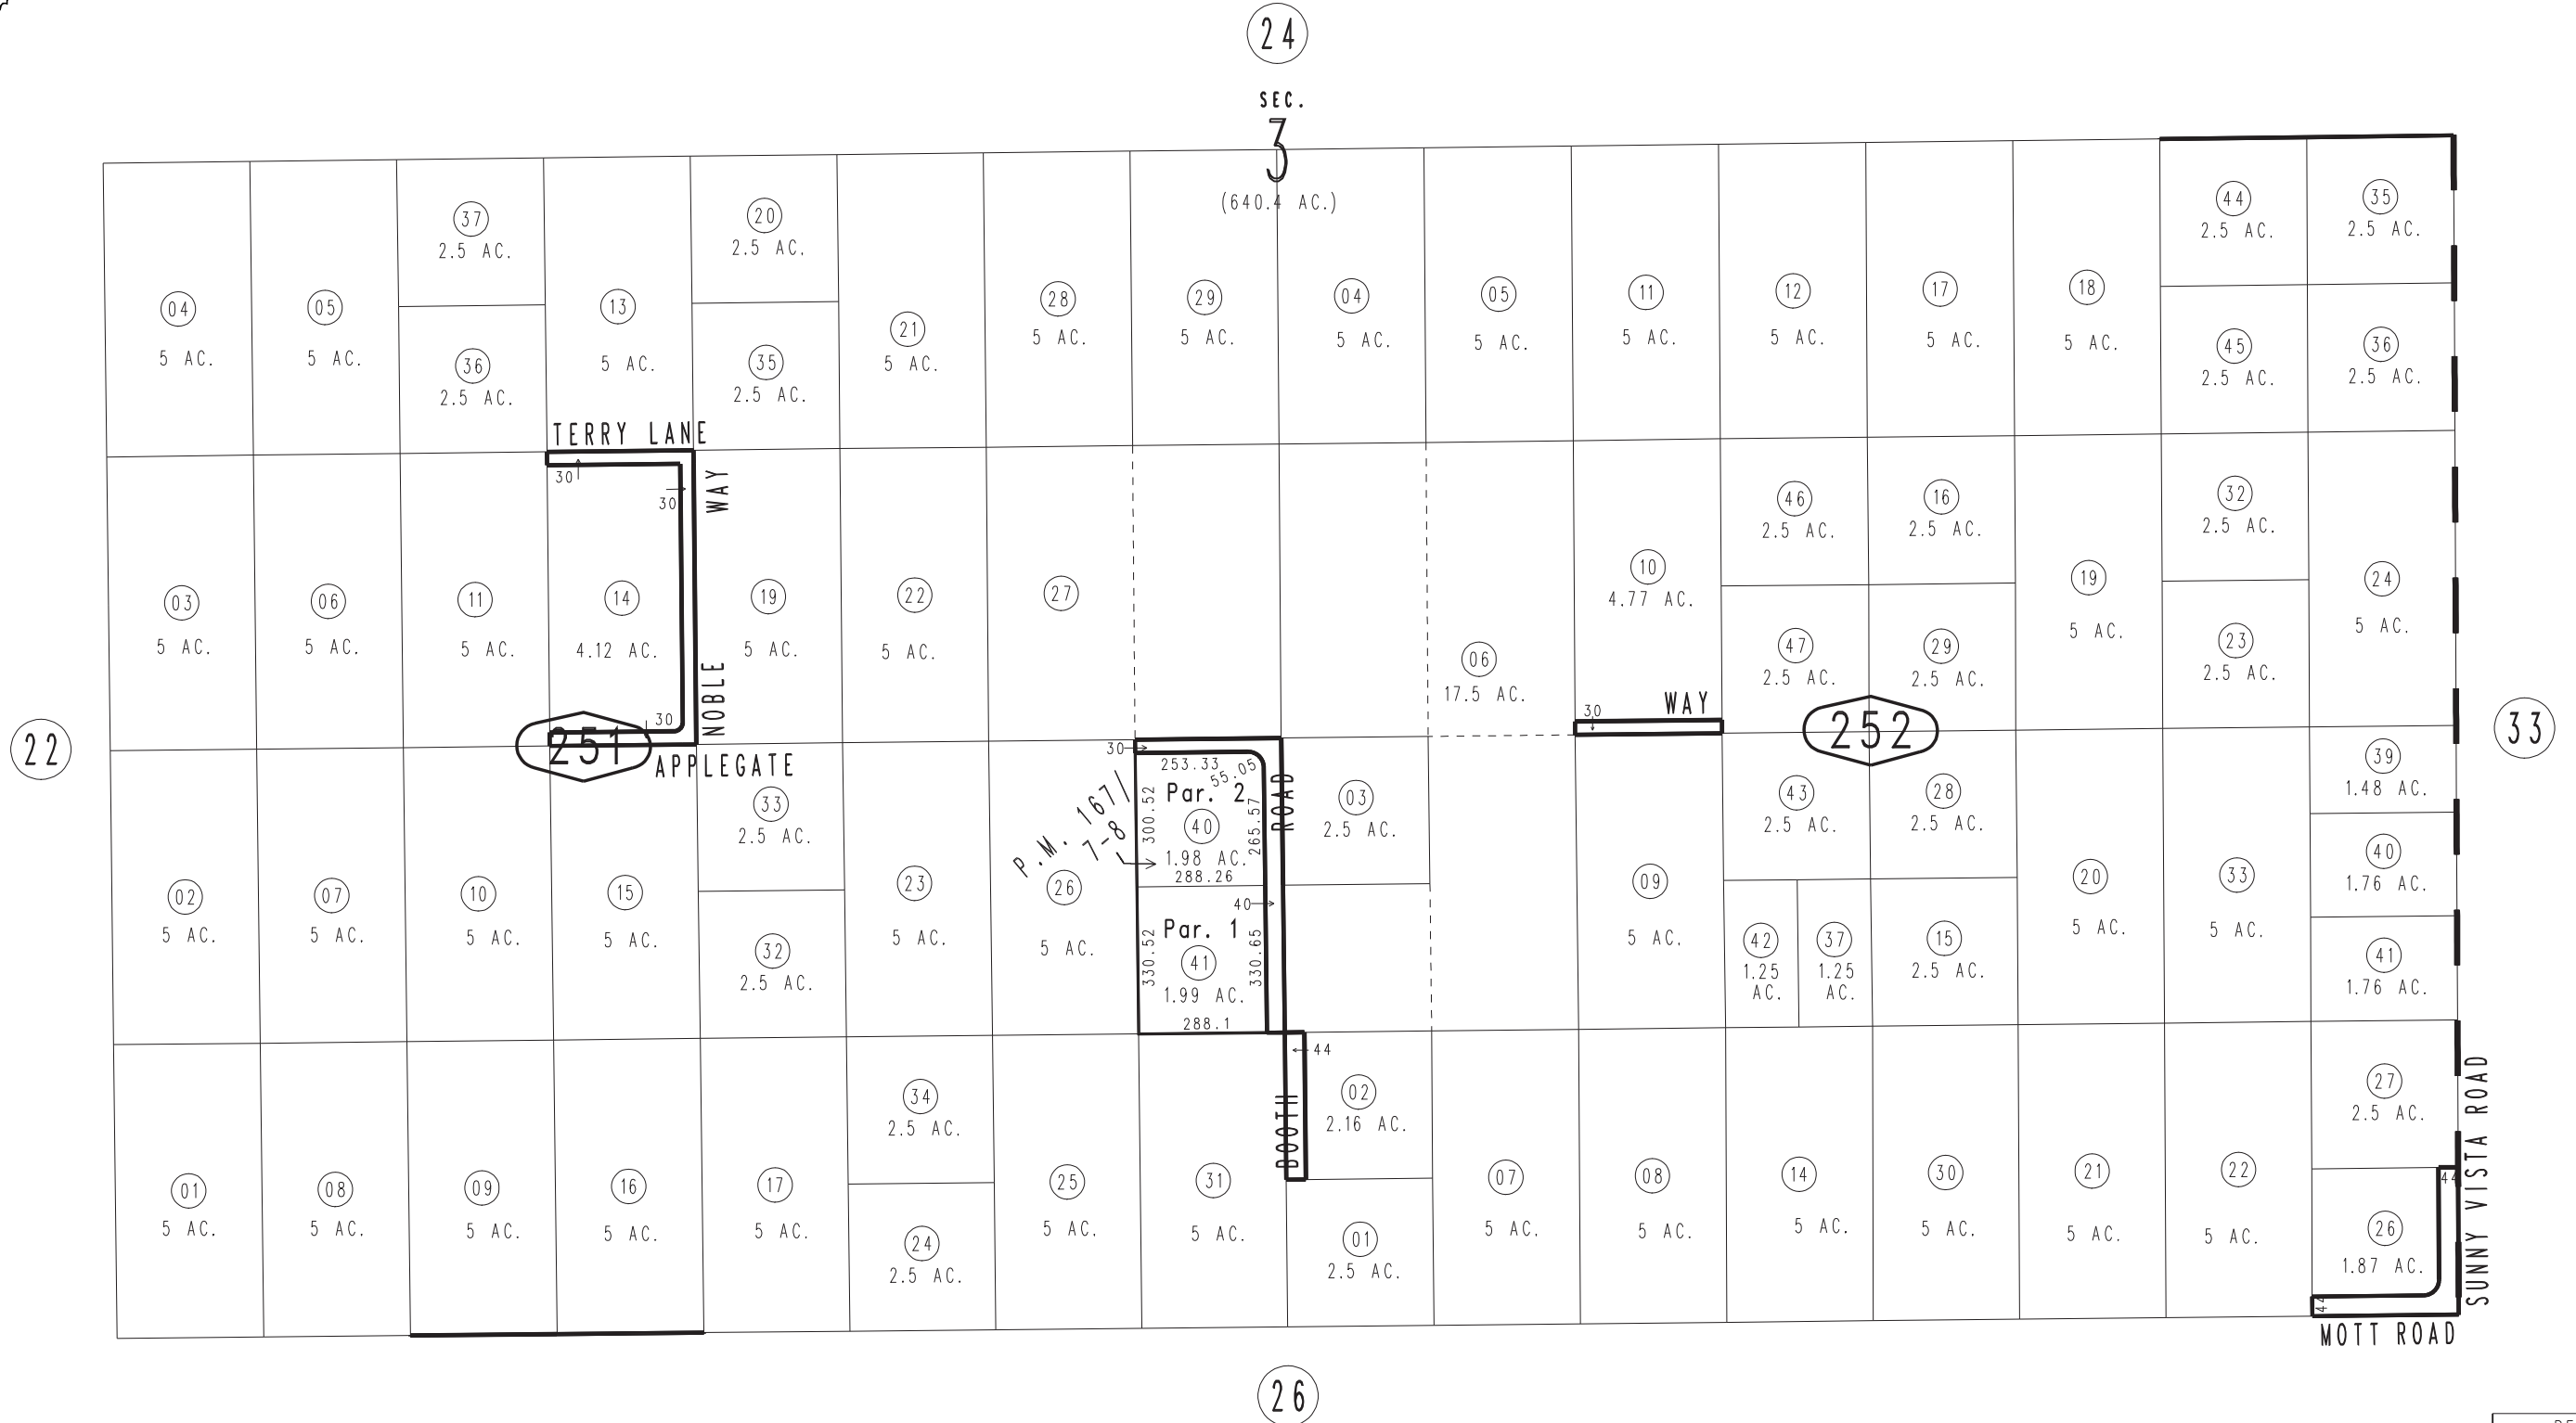 24
SEC.
3
(640.4 AC.)
04
5 AC.
05
5 AC.
37
2.5 AC.
36
2.5 AC.
13
5 AC.
20
2.5 AC.
35
2.5 AC.
21
5 AC.
28
5 AC.
29
5 AC.
04
5 AC.
05
5 AC.
11
5 AC.
12
5 AC.
17
5 AC.
18
5 AC.
44
2.5 AC.
45
2.5 AC.
35
2.5 AC.
36
2.5 AC.
TERRY LANE
30
30
WAY
NOBLE
30
APPLEGATE
251
03
5 AC.
06
5 AC.
11
5 AC.
14
4.12 AC.
19
5 AC.
22
5 AC.
27
06
17.5 AC.
10
4.77 AC.
30
WAY
46
2.5 AC.
47
2.5 AC.
16
2.5 AC.
29
2.5 AC.
252
19
5 AC.
32
2.5 AC.
23
2.5 AC.
24
5 AC.
22
33
02
5 AC.
07
5 AC.
10
5 AC.
15
5 AC.
33
2.5 AC.
32
2.5 AC.
23
5 AC.
26
5 AC.
P.M. 167/
7-8
30
253.33
55.05
Par. 2
300.52
265.57
40
1.98 AC.
288.26
40
Par. 1
330.52
330.65
41
1.99 AC.
288.1
ROAD
03
2.5 AC.
09
5 AC.
43
2.5 AC.
42
1.25
AC.
37
1.25
AC.
28
2.5 AC.
15
2.5 AC.
20
5 AC.
33
5 AC.
39
1.48 AC.
40
1.76 AC.
41
1.76 AC.
01
5 AC.
08
5 AC.
09
5 AC.
16
5 AC.
17
5 AC.
34
2.5 AC.
24
2.5 AC.
25
5 AC.
31
5 AC.
44
BOOTH
02
2.16 AC.
01
2.5 AC.
07
5 AC.
08
5 AC.
14
5 AC.
30
5 AC.
21
5 AC.
22
5 AC.
27
2.5 AC.
44
26
1.87 AC.
44
SUNNY VISTA ROAD
MOTT ROAD
26